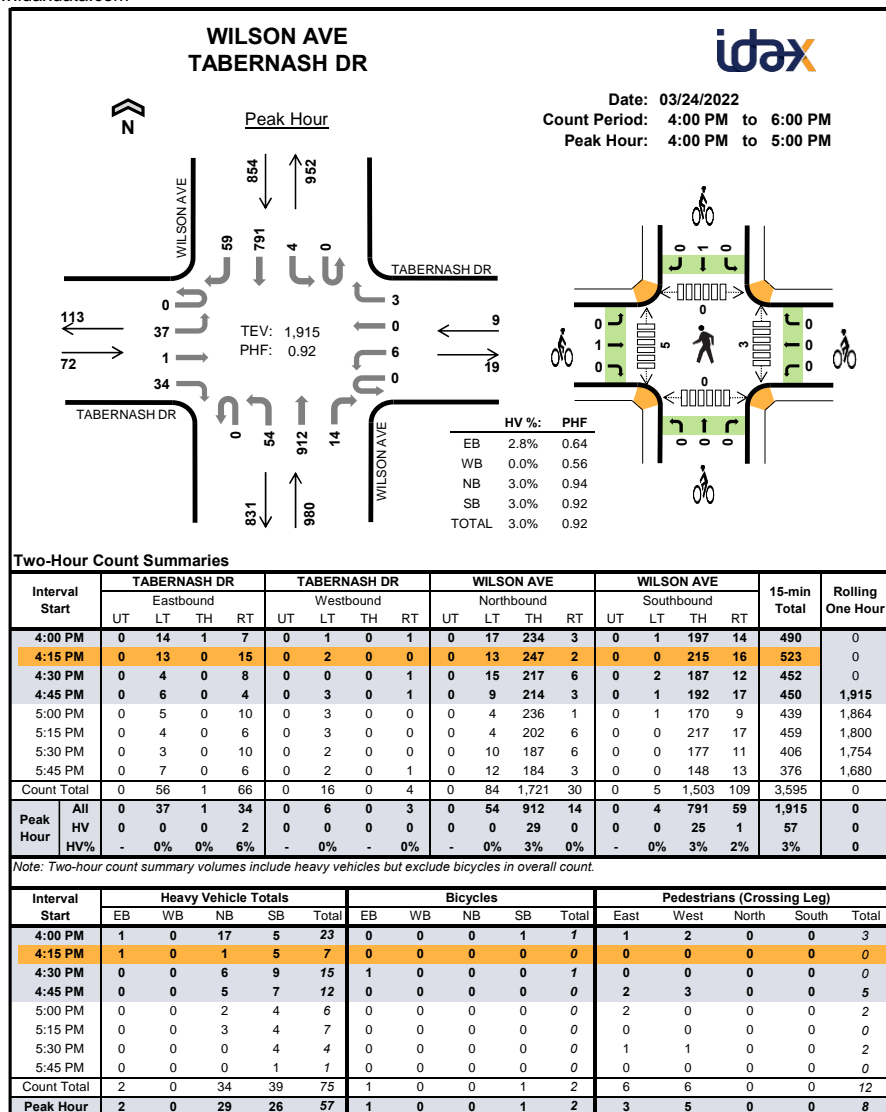 WILSON AVE
TABERNASH DR
idax
Date: 03/24/2022
Count Period: 4:00 PM to 6:00 PM
Peak Hour: 4:00 PM to 5:00 PM
N
Peak Hour
854 952
WILSON AVE
59 791 4 0
TABERNASH DR
0 3
113 37 TEV: 1,915 0 9
72 1 PHF: 0.92 6 19
34 0
TABERNASH DR
0 54 912 14
WILSON AVE
831 980
HV %: PHF
EB 2.8% 0.64
WB 0.0% 0.56
NB 3.0% 0.94
SB 3.0% 0.92
TOTAL 3.0% 0.92
0 1 0
0
0 0
1 5 3 0
0 0
0
0 0 0
Two-Hour Count Summaries
Interval Start TABERNASH DR TABERNASH DR WILSON AVE WILSON AVE 15-min Total Rolling One Hour
Eastbound Westbound Northbound Southbound
UT LT TH RT UT LT TH RT UT LT TH RT UT LT TH RT
4:00 PM 0 14 1 7 0 1 0 1 0 17 234 3 0 1 197 14 490 0
4:15 PM 0 13 0 15 0 2 0 0 0 13 247 2 0 0 215 16 523 0
4:30 PM 0 4 0 8 0 0 0 1 0 15 217 6 0 2 187 12 452 0
4:45 PM 0 6 0 4 0 3 0 1 0 9 214 3 0 1 192 17 450 1,915
5:00 PM 0 5 0 10 0 3 0 0 0 4 236 1 0 1 170 9 439 1,864
5:15 PM 0 4 0 6 0 3 0 0 0 4 202 6 0 0 217 17 459 1,800
5:30 PM 0 3 0 10 0 2 0 0 0 10 187 6 0 0 177 11 406 1,754
5:45 PM 0 7 0 6 0 2 0 1 0 12 184 3 0 0 148 13 376 1,680
Count Total 0 56 1 66 0 16 0 4 0 84 1,721 30 0 5 1,503 109 3,595 0
Peak Hour All 0 37 1 34 0 6 0 3 0 54 912 14 0 4 791 59 1,915 0
HV 0 0 0 2 0 0 0 0 0 0 29 0 0 0 25 1 57 0
HV% - 0% 0% 6% - 0% - 0% - 0% 3% 0% - 0% 3% 2% 3% 0
Note: Two-hour count summary volumes include heavy vehicles but exclude bicycles in overall count.
Interval Start Heavy Vehicle Totals Bicycles Pedestrians (Crossing Leg)
EB WB NB SB Total EB WB NB SB Total East West North South Total
4:00 PM 1 0 17 5 23 0 0 0 1 1 1 2 0 0 3
4:15 PM 1 0 1 5 7 0 0 0 0 0 0 0 0 0 0
4:30 PM 0 0 6 9 15 1 0 0 0 1 0 0 0 0 0
4:45 PM 0 0 5 7 12 0 0 0 0 0 2 3 0 0 5
5:00 PM 0 0 2 4 6 0 0 0 0 0 2 0 0 0 2
5:15 PM 0 0 3 4 7 0 0 0 0 0 0 0 0 0 0
5:30 PM 0 0 0 4 4 0 0 0 0 0 1 1 0 0 2
5:45 PM 0 0 0 1 1 0 0 0 0 0 0 0 0 0 0
Count Total 2 0 34 39 75 1 0 0 1 2 6 6 0 0 12
Peak Hour 2 0 29 26 57 1 0 0 1 2 3 5 0 0 8